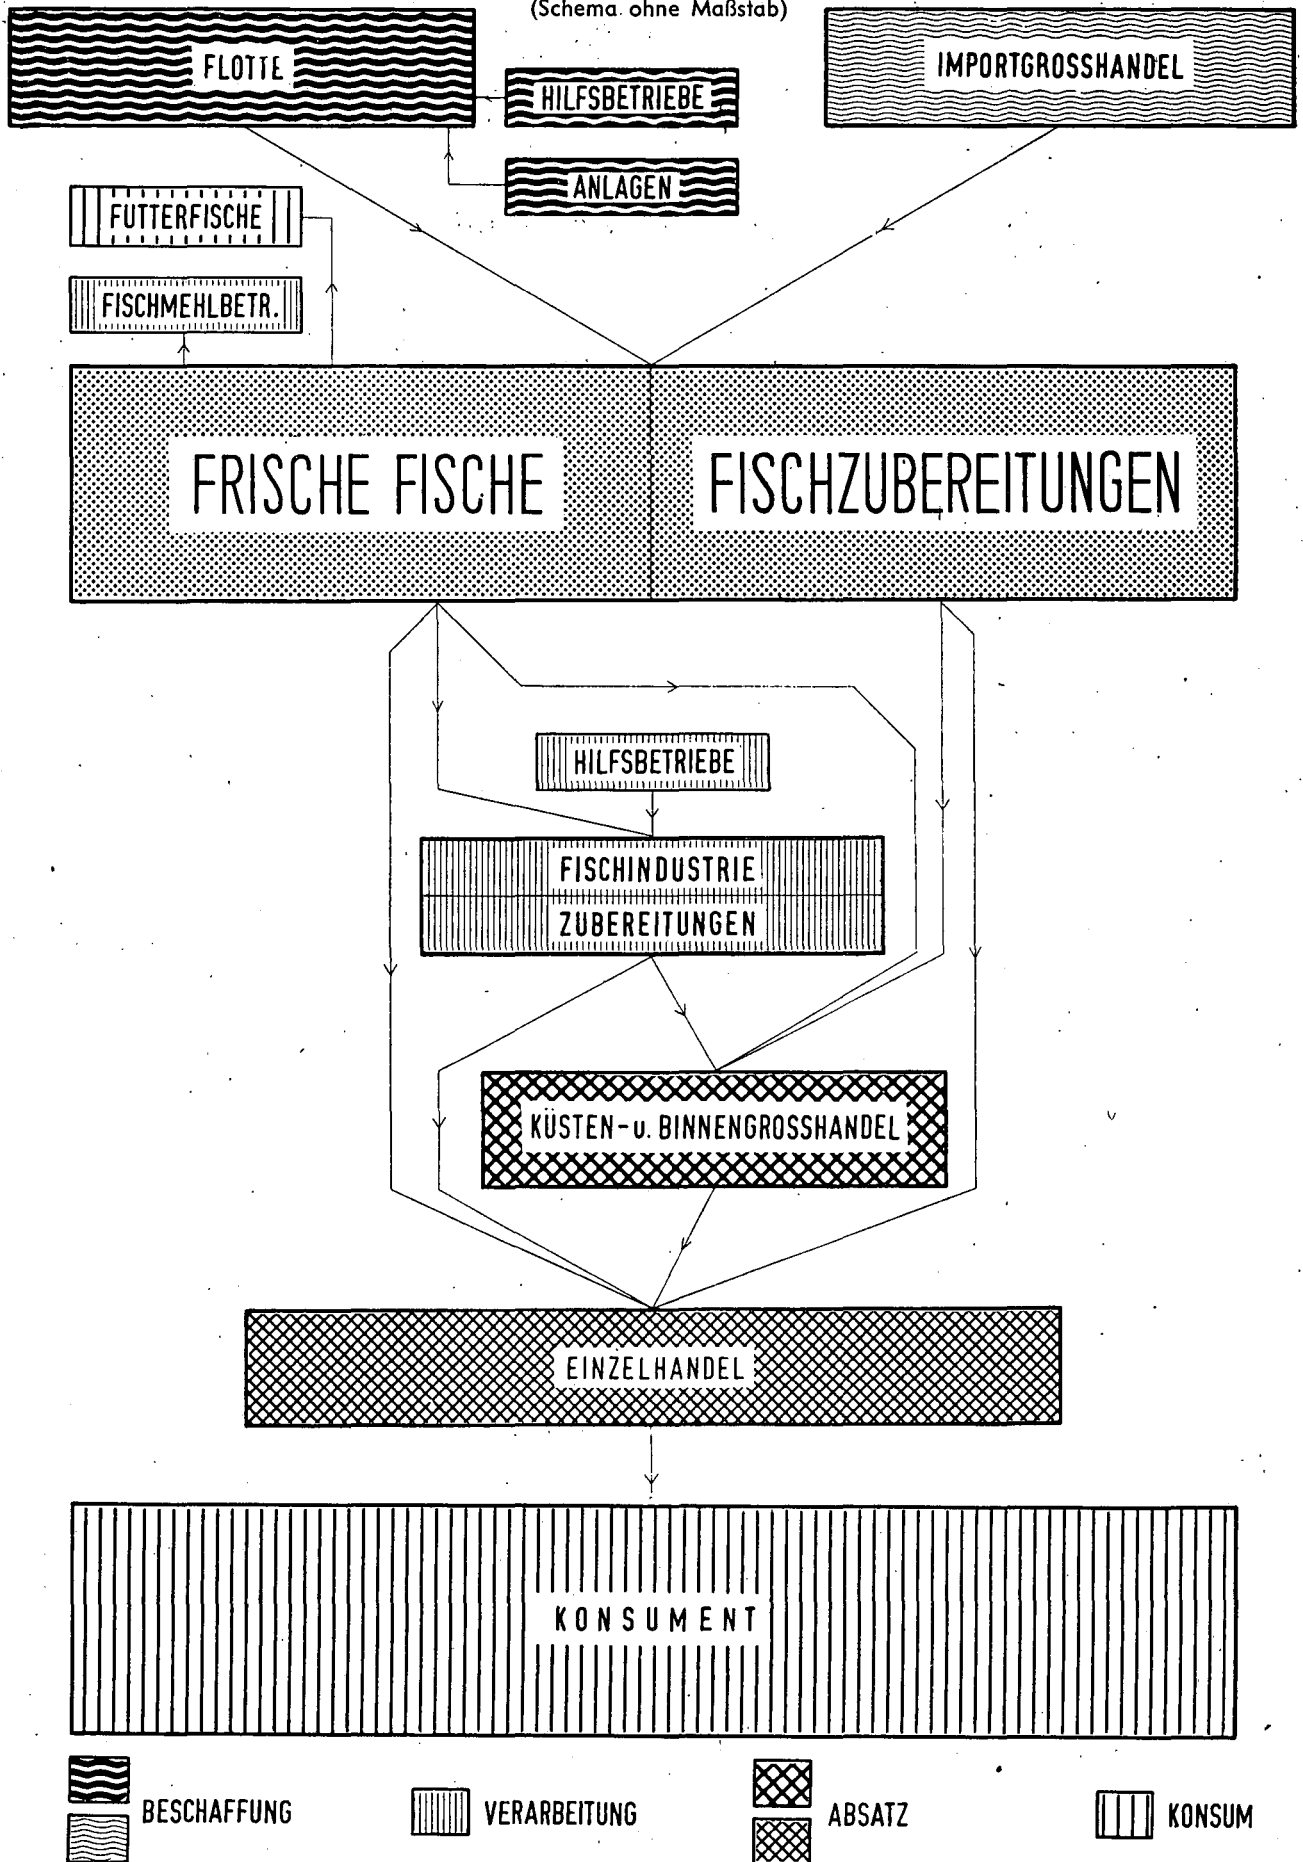 (Schema ohne Maßstab)
FLOTTE
IMPORTGROSSHANDEL
HILFSBETRIEBE
ANLAGEN
FUTTERFISCHE
FISCHMEHLBETR.
FRISCHE FISCHE
FISCHZUBEREITUNGEN
HILFSBETRIEBE
FISCHINDUSTRIE
ZUBEREITUNGEN
KÜSTEN-u. BINNENGROSSHANDEL
EINZELHANDEL
KONSUMENT
BESCHAFFUNG
VERARBEITUNG
ABSATZ
KONSUM